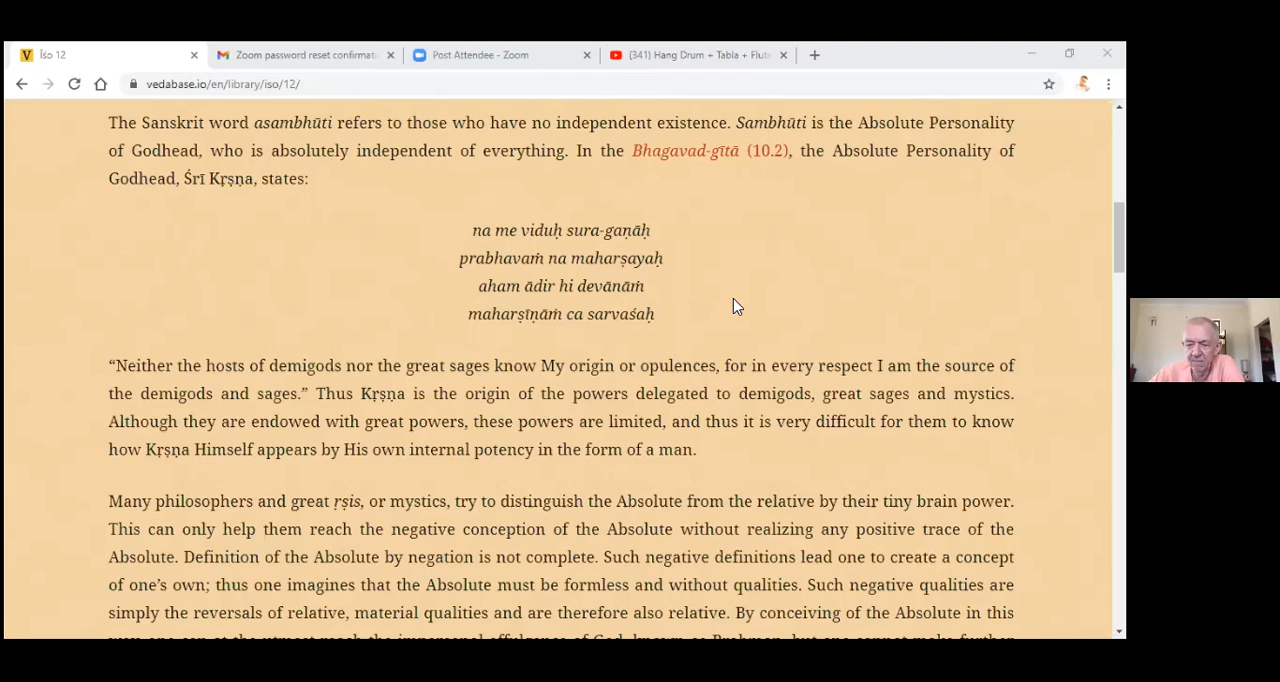 Īśo 12
Zoom password reset confirmat
Post Attendee - Zoom
(341) Hang Drum + Tabla + Flut
vedabase.io/en/library/iso/12/
The Sanskrit word asambhūti refers to those who have no independent existence. Sambhūti is the Absolute Personality
of Godhead, who is absolutely independent of everything. In the Bhagavad-gītā (10.2), the Absolute Personality of
Godhead, Śrī Kṛṣṇa, states:
na me viduḥ sura-gaṇāḥ
prabhavaṁ na maharṣayaḥ
aham ādir hi devānāṁ
maharṣīṇāṁ ca sarvaśaḥ
“Neither the hosts of demigods nor the great sages know My origin or opulences, for in every respect I am the source of
the demigods and sages.” Thus Kṛṣṇa is the origin of the powers delegated to demigods, great sages and mystics.
Although they are endowed with great powers, these powers are limited, and thus it is very difficult for them to know
how Kṛṣṇa Himself appears by His own internal potency in the form of a man.
Many philosophers and great ṛṣis, or mystics, try to distinguish the Absolute from the relative by their tiny brain power.
This can only help them reach the negative conception of the Absolute without realizing any positive trace of the
Absolute. Definition of the Absolute by negation is not complete. Such negative definitions lead one to create a concept
of one’s own; thus one imagines that the Absolute must be formless and without qualities. Such negative qualities are
simply the reversals of relative, material qualities and are therefore also relative. By conceiving of the Absolute in this